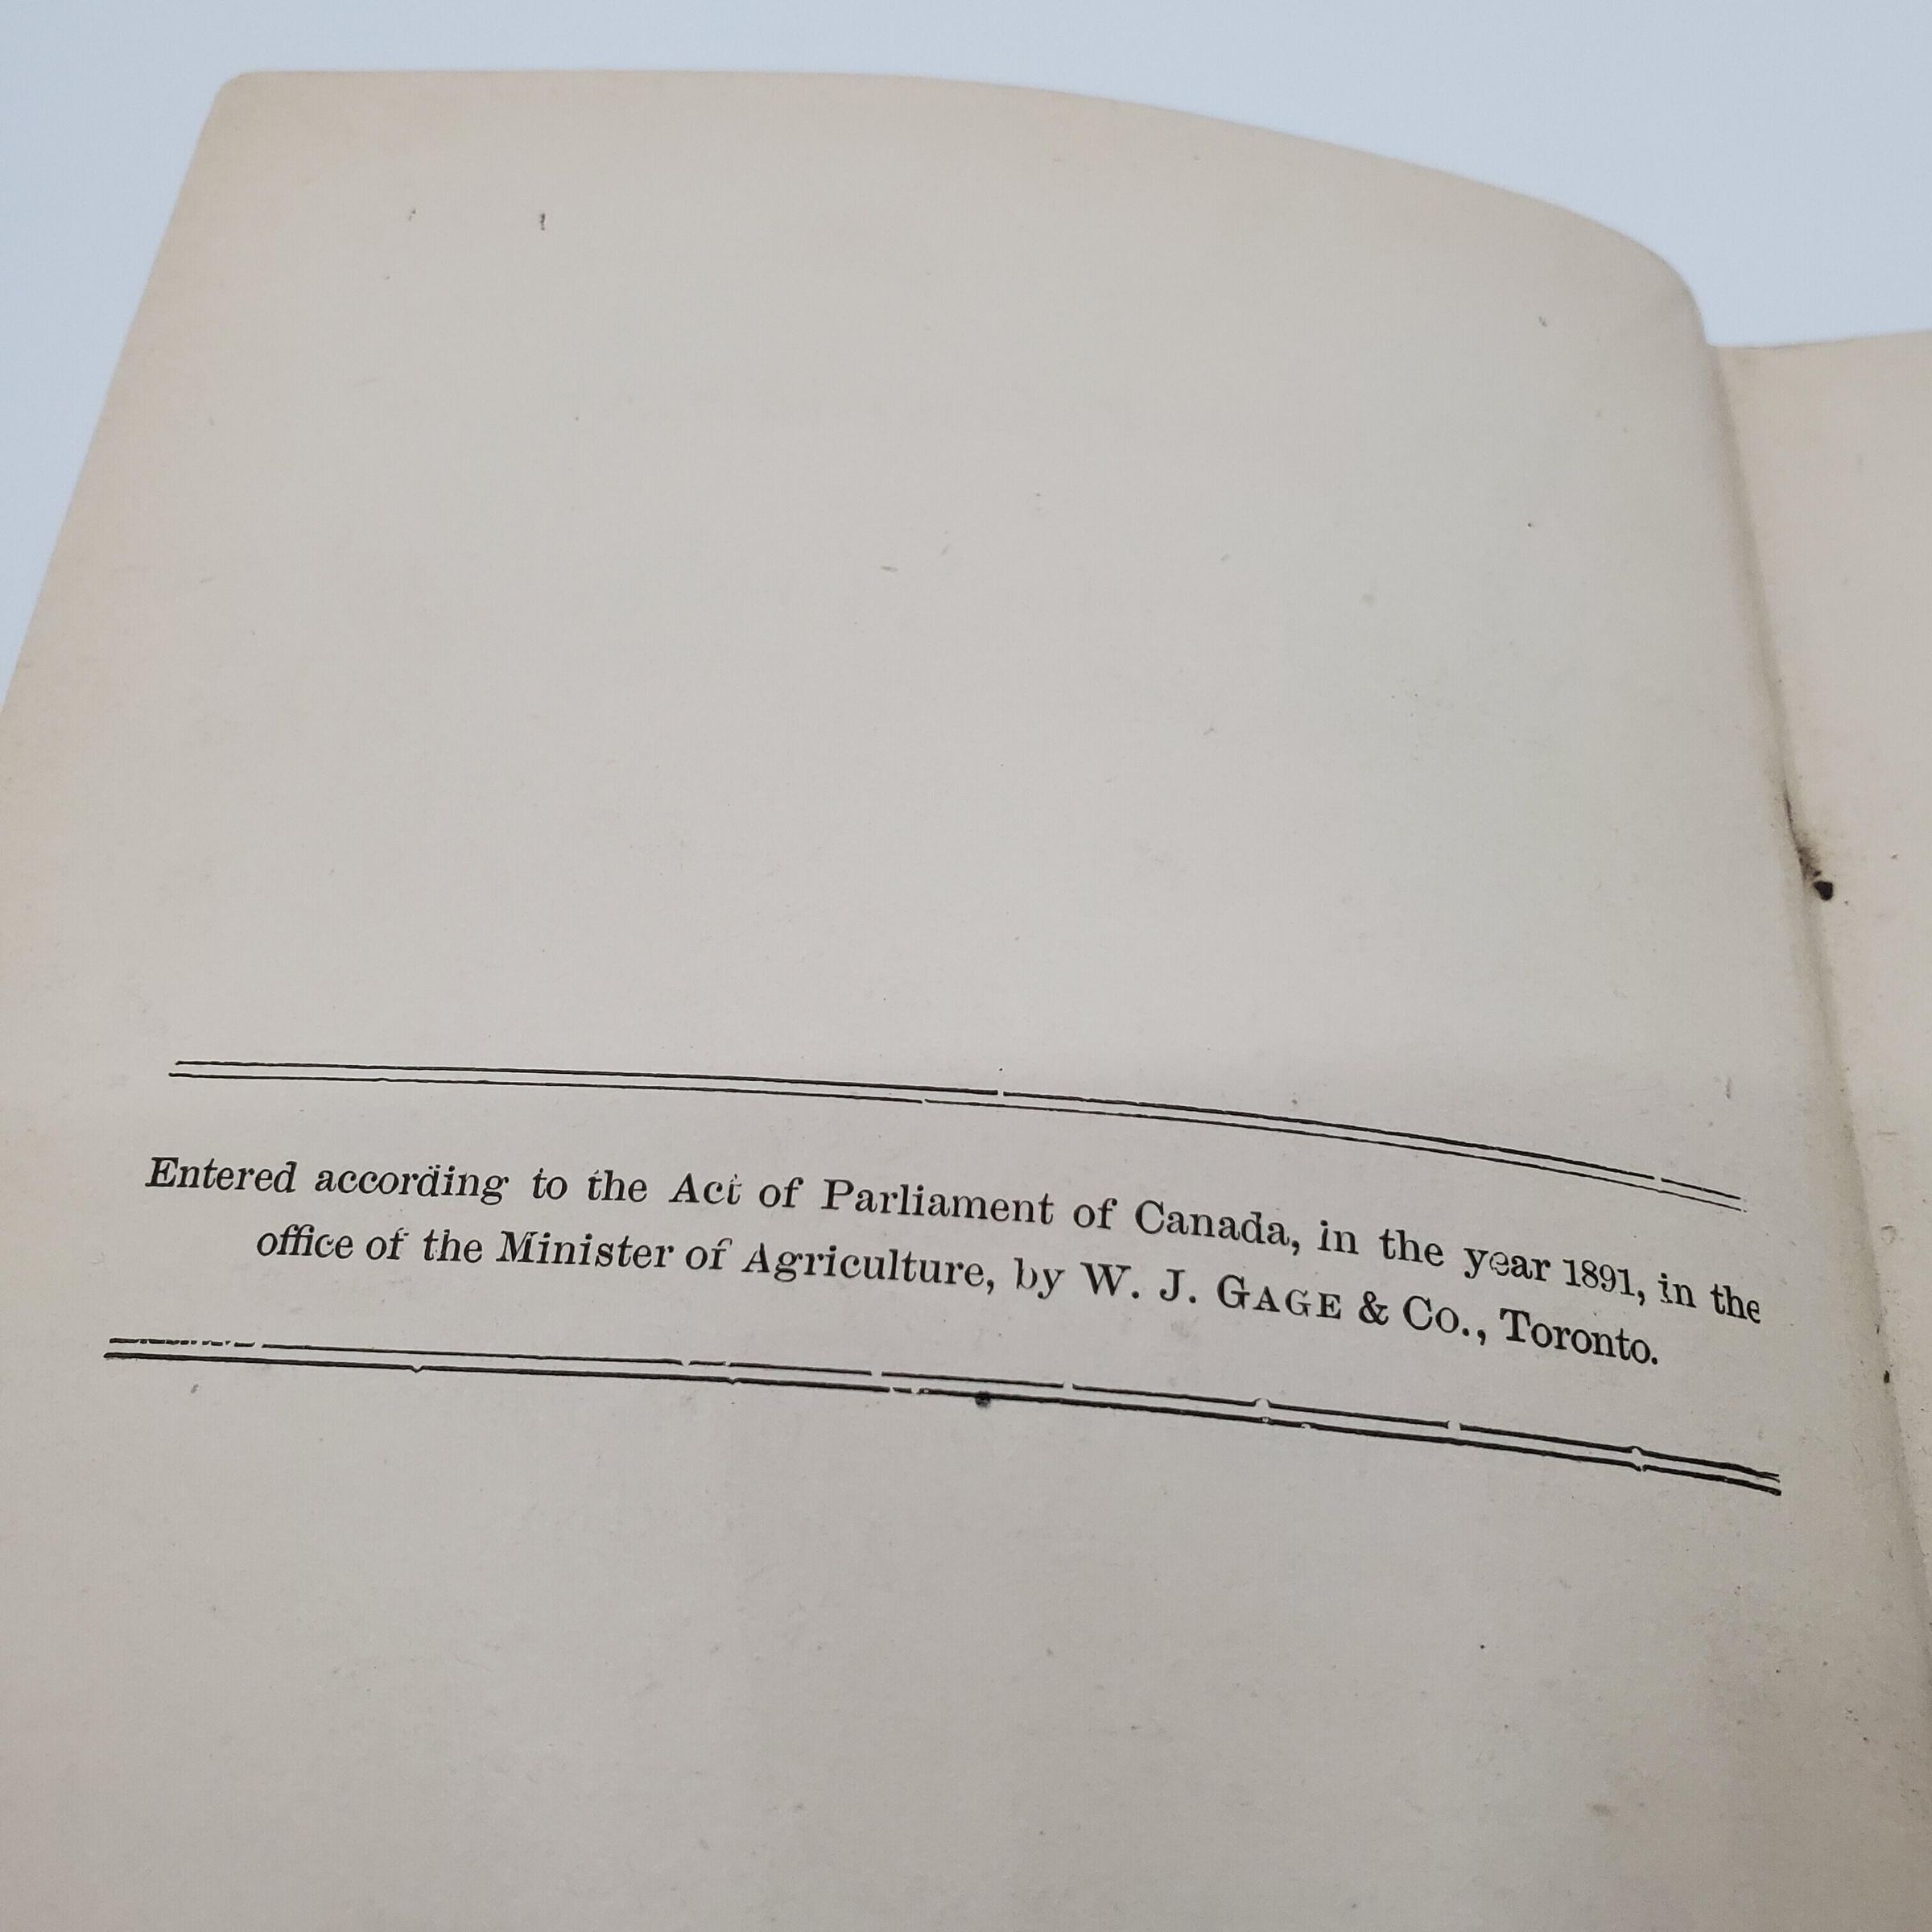 Entered according to the Act of Parliament of Canada, in the year 1891, in the
office of the Minister of Agriculture, by W. J. GAGE & Co., Toronto.